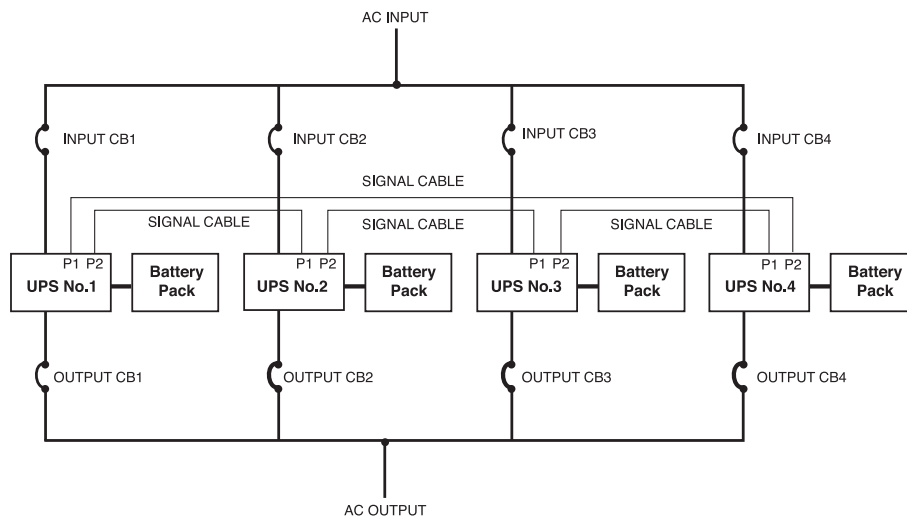 AC INPUT
INPUT CB1
INPUT CB2
INPUT CB3
INPUT CB4
SIGNAL CABLE
SIGNAL CABLE
SIGNAL CABLE
SIGNAL CABLE
P1 P2
UPS No.1
Battery
Pack
P1 P2
UPS No.2
Battery
Pack
P1 P2
UPS No.3
Battery
Pack
P1 P2
UPS No.4
Battery
Pack
OUTPUT CB1
OUTPUT CB2
OUTPUT CB3
OUTPUT CB4
AC OUTPUT